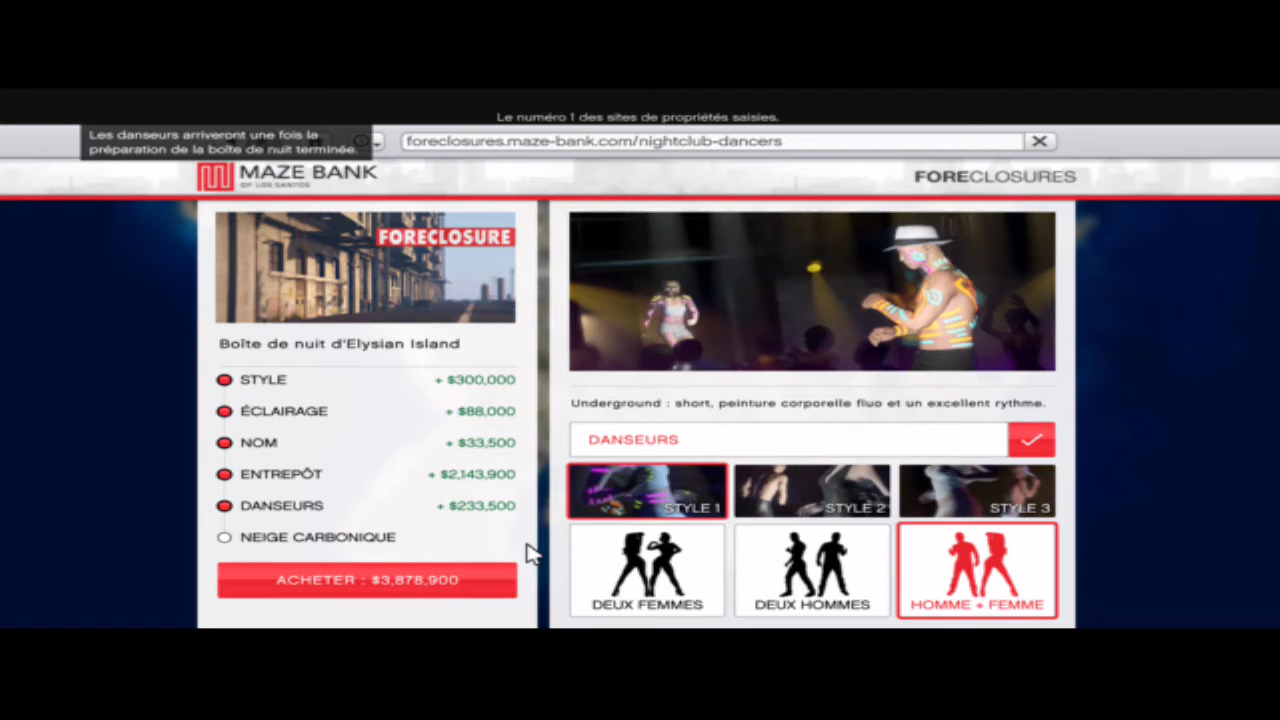 Le numéro 1 des sites de propriétés saisies.
Les danseurs arriveront une fois la
préparation de la boîte de nuit terminée.
foreclosures.maze-bank.com/nightclub-dancers
MAZE BANK
OF LOS SANTOS
FORECLOSURES
FORECLOSURE
Boîte de nuit d'Elysian Island
STYLE + $300,000
ÉCLAIRAGE + $88,000
NOM + $33,500
ENTREPÔT + $2,143,900
DANSEURS + $233,500
NEIGE CARBONIQUE
ACHETER : $3,878,900
Underground : short, peinture corporelle fluo et un excellent rythme.
DANSEURS
STYLE 1
STYLE 2
STYLE 3
DEUX FEMMES
DEUX HOMMES
HOMME + FEMME